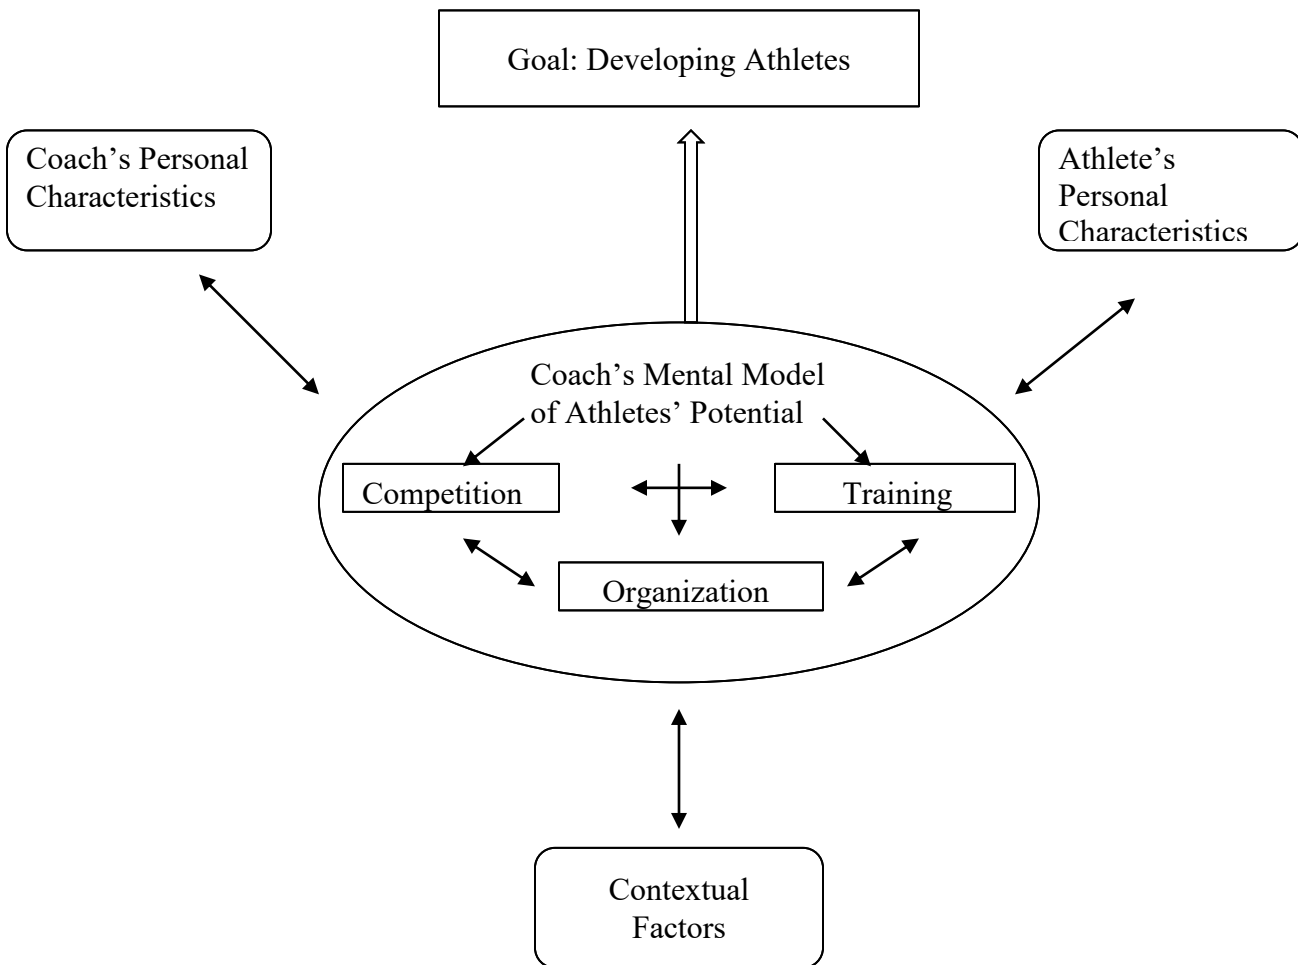 Goal: Developing Athletes
Coach’s Personal
Characteristics
Athlete’s
Personal
Characteristics
Coach’s Mental Model
of Athletes’ Potential
Competition
Training
Organization
Contextual
Factors